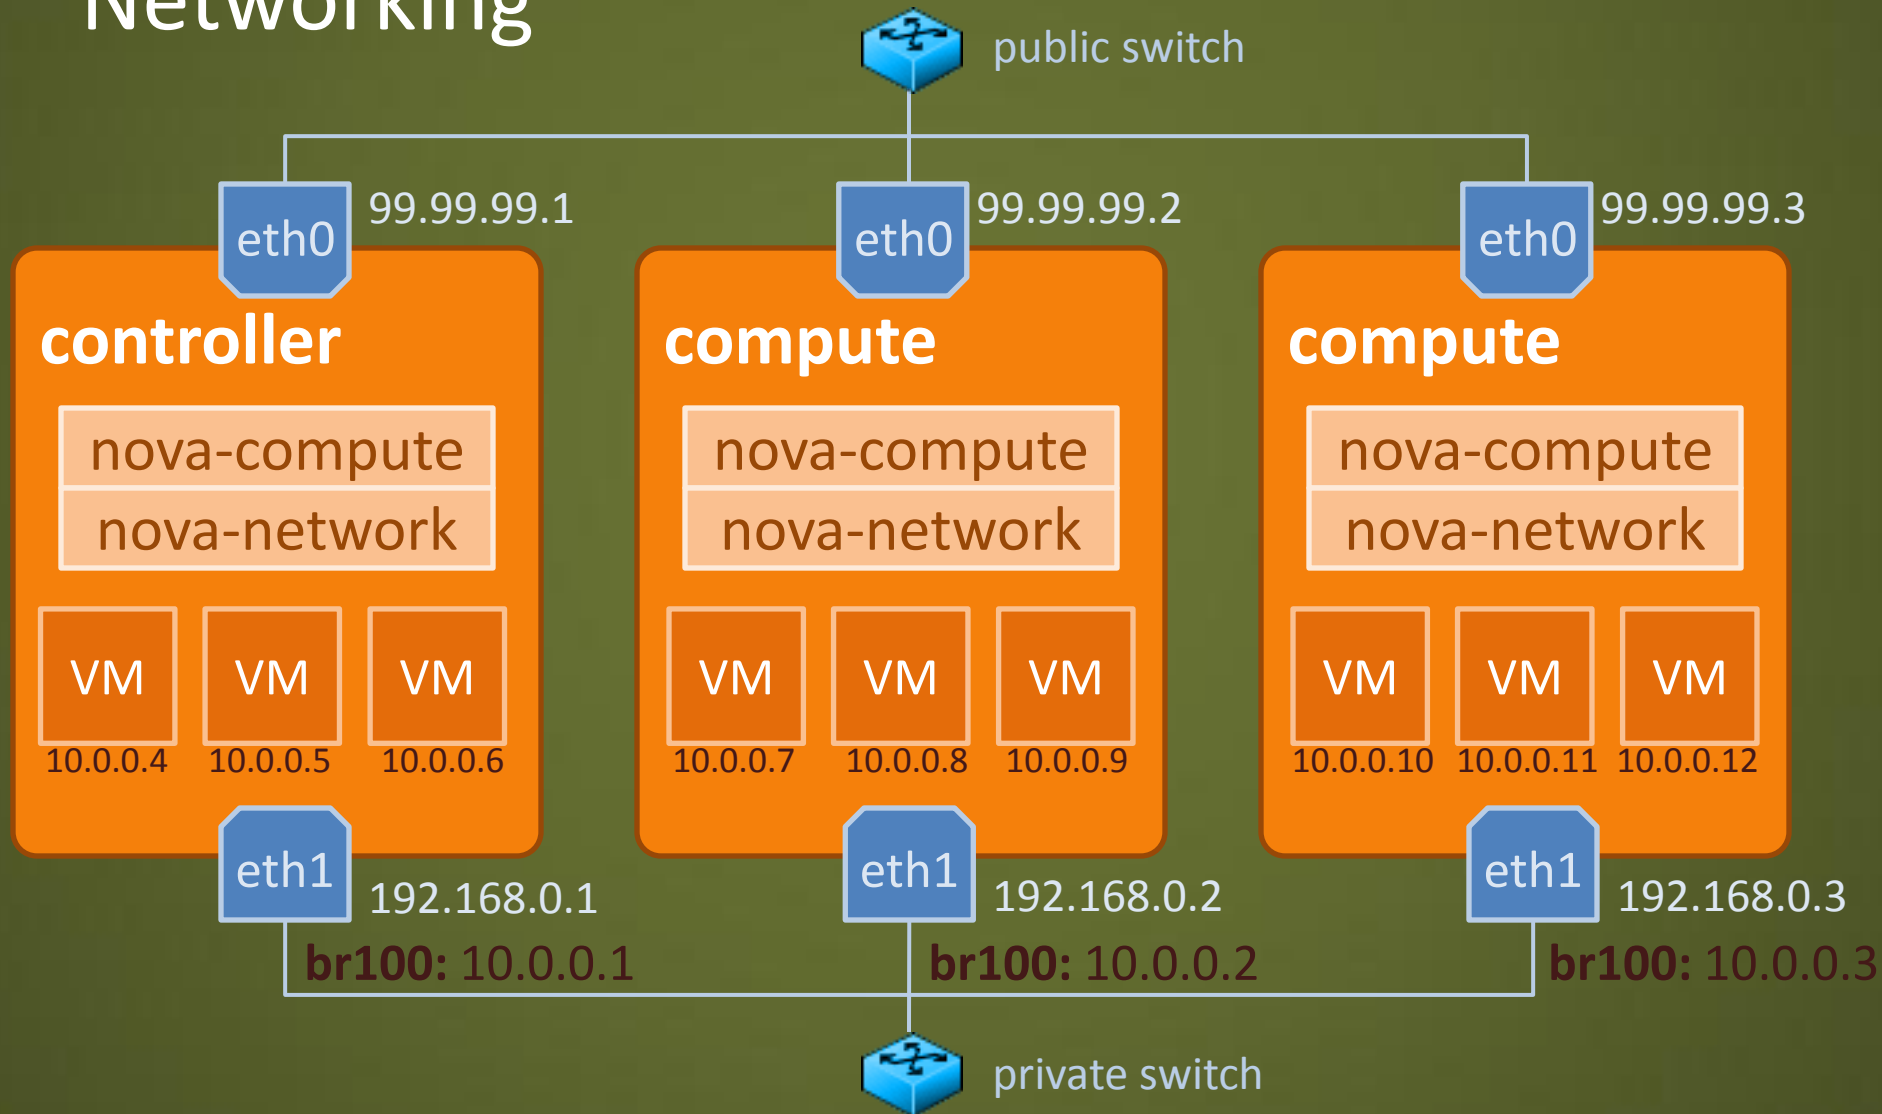 Networking
public switch
eth0 99.99.99.1
eth0 99.99.99.2
eth0 99.99.99.3
controller
nova-compute
nova-network
VM VM VM
10.0.0.4 10.0.0.5 10.0.0.6
eth1 192.168.0.1
br100: 10.0.0.1
compute
nova-compute
nova-network
VM VM VM
10.0.0.7 10.0.0.8 10.0.0.9
eth1 192.168.0.2
br100: 10.0.0.2
compute
nova-compute
nova-network
VM VM VM
10.0.0.10 10.0.0.11 10.0.0.12
eth1 192.168.0.3
br100: 10.0.0.3
private switch